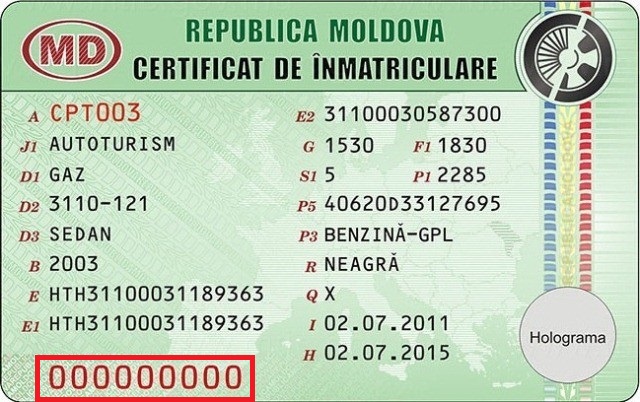 MD
REPUBLICA MOLDOVA
CERTIFICAT DE ÎNMATRICULARE
A CPT003
E2 31100030587300
J1 AUTOTURISM
G 1530 F1 1830
D1 GAZ
S1 5 P1 2285
D2 3110-121
P5 40620D33127695
D3 SEDAN
P3 BENZINĂ-GPL
B 2003
R NEAGRĂ
E HTH31100031189363
Q X
E1 HTH31100031189363
I 02.07.2011
H 02.07.2015
000000000
Holograma
REPUBLICA MOLDOVA